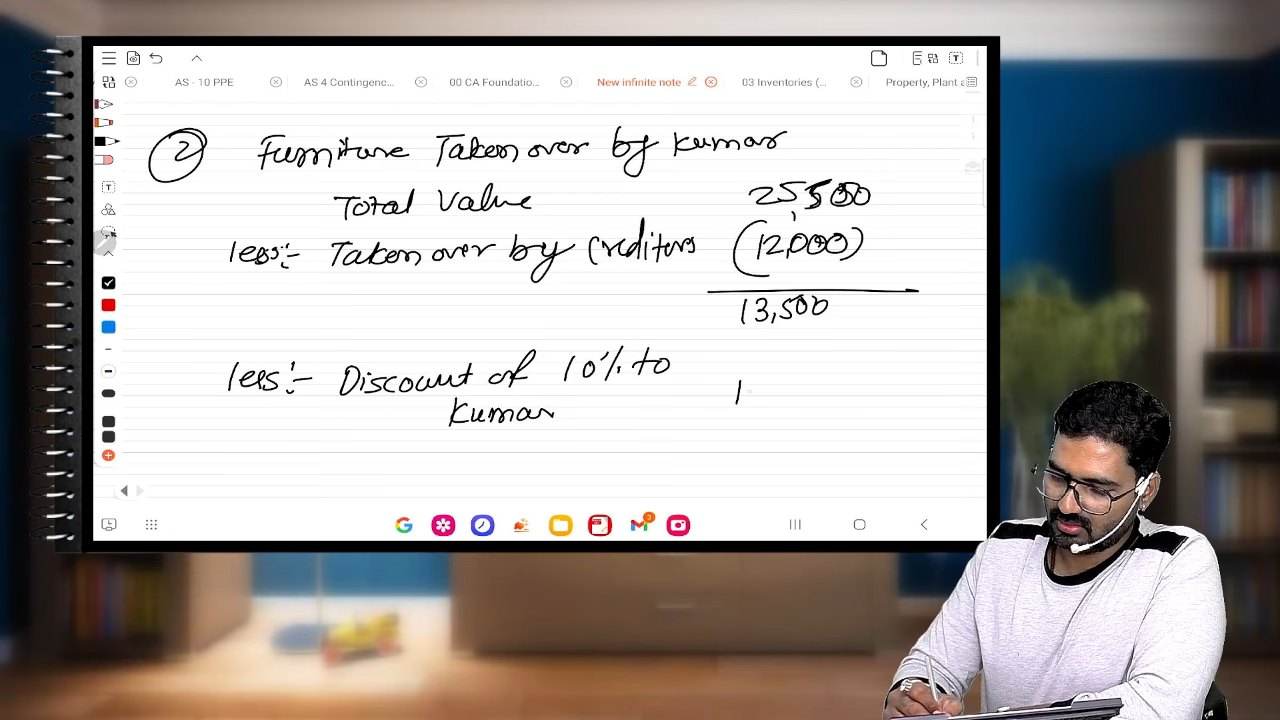 AS - 10 PPE
AS 4 Contingenc...
00 CA Foundatio...
New infinite note
03 Inventories (...
Property, Plant a
② Furniture Taken over by Kumar
Total Value 25,500
less:- Taken over by Creditors (12,000)
13,500
less:- Discount of 10% to
Kumar
1
3